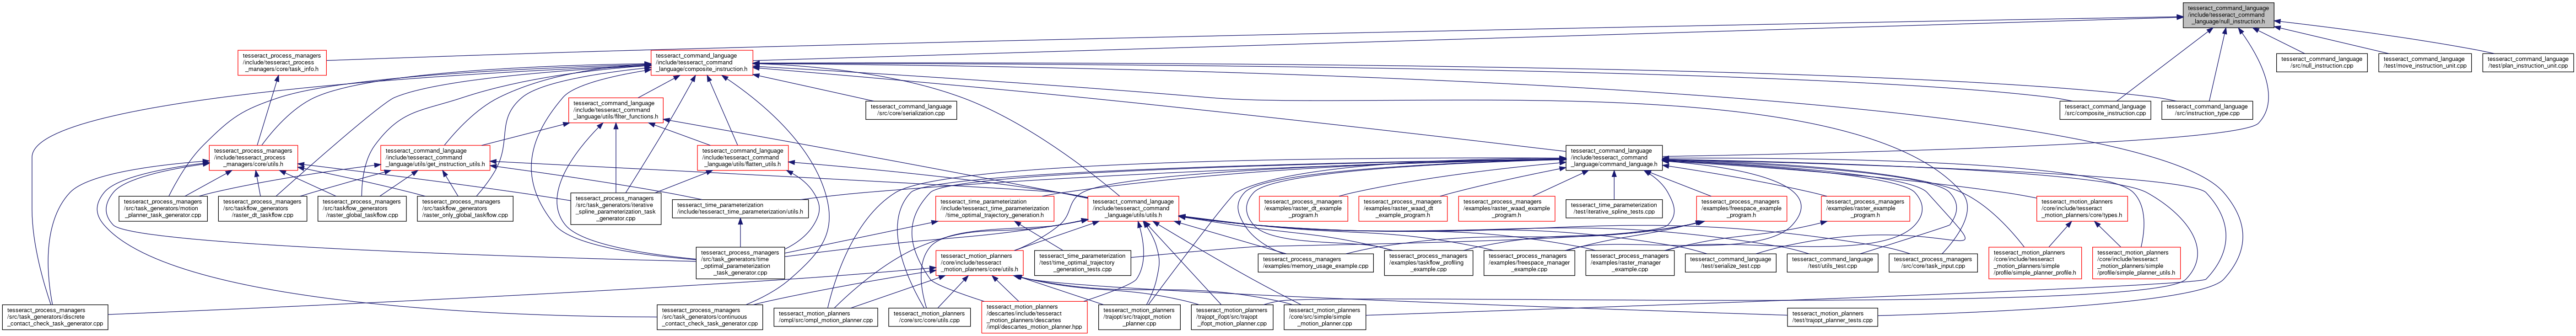 tesseract_command_language
/include/tesseract_command
_language/null_instruction.h
tesseract_process_managers
/include/tesseract_process
_managers/core/task_info.h
tesseract_command_language
/include/tesseract_command
_language/composite_instruction.h
tesseract_command_language
/src/null_instruction.cpp
tesseract_command_language
/test/move_instruction_unit.cpp
tesseract_command_language
/test/plan_instruction_unit.cpp
tesseract_command_language
/include/tesseract_command
_language/utils/filter_functions.h
tesseract_command_language
/src/core/serialization.cpp
tesseract_command_language
/src/composite_instruction.cpp
tesseract_command_language
/src/instruction_type.cpp
tesseract_process_managers
/include/tesseract_process
_managers/core/utils.h
tesseract_command_language
/include/tesseract_command
_language/utils/get_instruction_utils.h
tesseract_command_language
/include/tesseract_command
_language/utils/flatten_utils.h
tesseract_command_language
/include/tesseract_command
_language/command_language.h
tesseract_process_managers
/src/task_generators/motion
_planner_task_generator.cpp
tesseract_process_managers
/src/taskflow_generators
/raster_dt_taskflow.cpp
tesseract_process_managers
/src/taskflow_generators
/raster_global_taskflow.cpp
tesseract_process_managers
/src/taskflow_generators
/raster_only_global_taskflow.cpp
tesseract_process_managers
/src/task_generators/iterative
_spline_parameterization_task
_generator.cpp
tesseract_time_parameterization
/include/tesseract_time_parameterization/utils.h
tesseract_time_parameterization
/include/tesseract_time_parameterization
/time_optimal_trajectory_generation.h
tesseract_command_language
/include/tesseract_command
_language/utils/utils.h
tesseract_process_managers
/examples/raster_dt_example
_program.h
tesseract_process_managers
/examples/raster_waad_dt
_example_program.h
tesseract_process_managers
/examples/raster_waad_example
_program.h
tesseract_time_parameterization
/test/iterative_spline_tests.cpp
tesseract_process_managers
/examples/freespace_example
_program.h
tesseract_process_managers
/examples/raster_example
_program.h
tesseract_motion_planners
/core/include/tesseract
_motion_planners/core/types.h
tesseract_process_managers
/src/task_generators/time
_optimal_parameterization
_task_generator.cpp
tesseract_motion_planners
/core/include/tesseract
_motion_planners/core/utils.h
tesseract_time_parameterization
/test/time_optimal_trajectory
_generation_tests.cpp
tesseract_process_managers
/examples/memory_usage_example.cpp
tesseract_process_managers
/examples/taskflow_profiling
_example.cpp
tesseract_process_managers
/examples/freespace_manager
_example.cpp
tesseract_process_managers
/examples/raster_manager
_example.cpp
tesseract_command_language
/test/serialize_test.cpp
tesseract_command_language
/test/utils_test.cpp
tesseract_process_managers
/src/core/task_input.cpp
tesseract_motion_planners
/core/include/tesseract
_motion_planners/simple
/profile/simple_planner_profile.h
tesseract_motion_planners
/core/include/tesseract
_motion_planners/simple
/profile/simple_planner_utils.h
tesseract_process_managers
/src/task_generators/discrete
_contact_check_task_generator.cpp
tesseract_process_managers
/src/task_generators/continuous
_contact_check_task_generator.cpp
tesseract_motion_planners
/ompl/src/ompl_motion_planner.cpp
tesseract_motion_planners
/core/src/core/utils.cpp
tesseract_motion_planners
/descartes/include/tesseract
_motion_planners/descartes
/impl/descartes_motion_planner.hpp
tesseract_motion_planners
/trajopt/src/trajopt_motion
_planner.cpp
tesseract_motion_planners
/trajopt_ifopt/src/trajopt
_ifopt_motion_planner.cpp
tesseract_motion_planners
/core/src/simple/simple
_motion_planner.cpp
tesseract_motion_planners
/test/trajopt_planner_tests.cpp